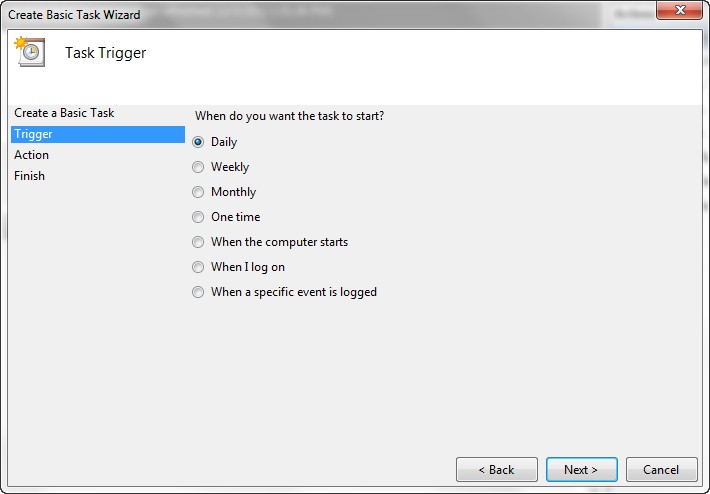 Create Basic Task Wizard
Task Trigger
Create a Basic Task
Trigger
Action
Finish
When do you want the task to start?
Daily
Weekly
Monthly
One time
When the computer starts
When I log on
When a specific event is logged
< Back
Next >
Cancel